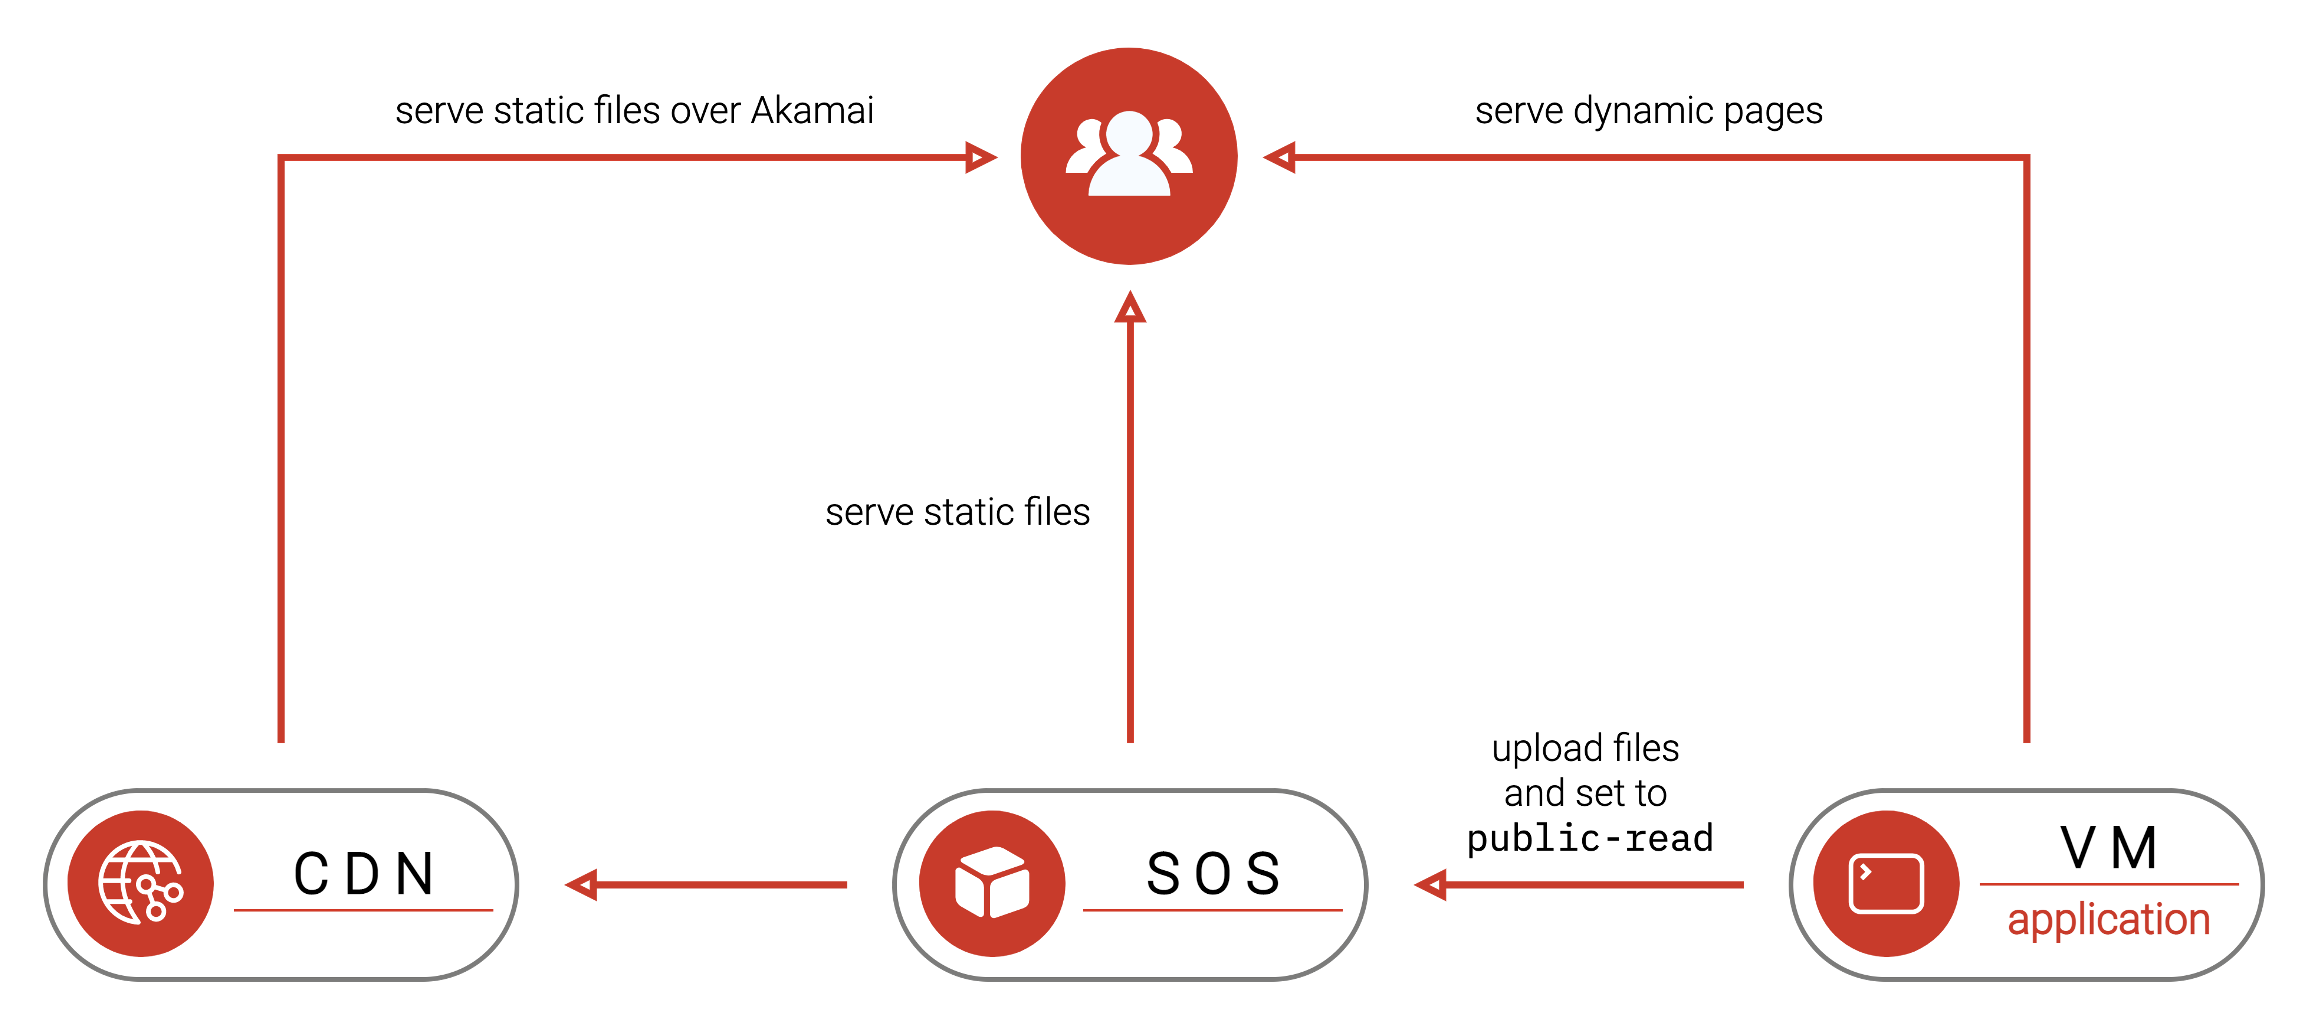 serve static files over Akamai
serve dynamic pages
serve static files
upload files
and set to
public-read
CDN
SOS
VM
application